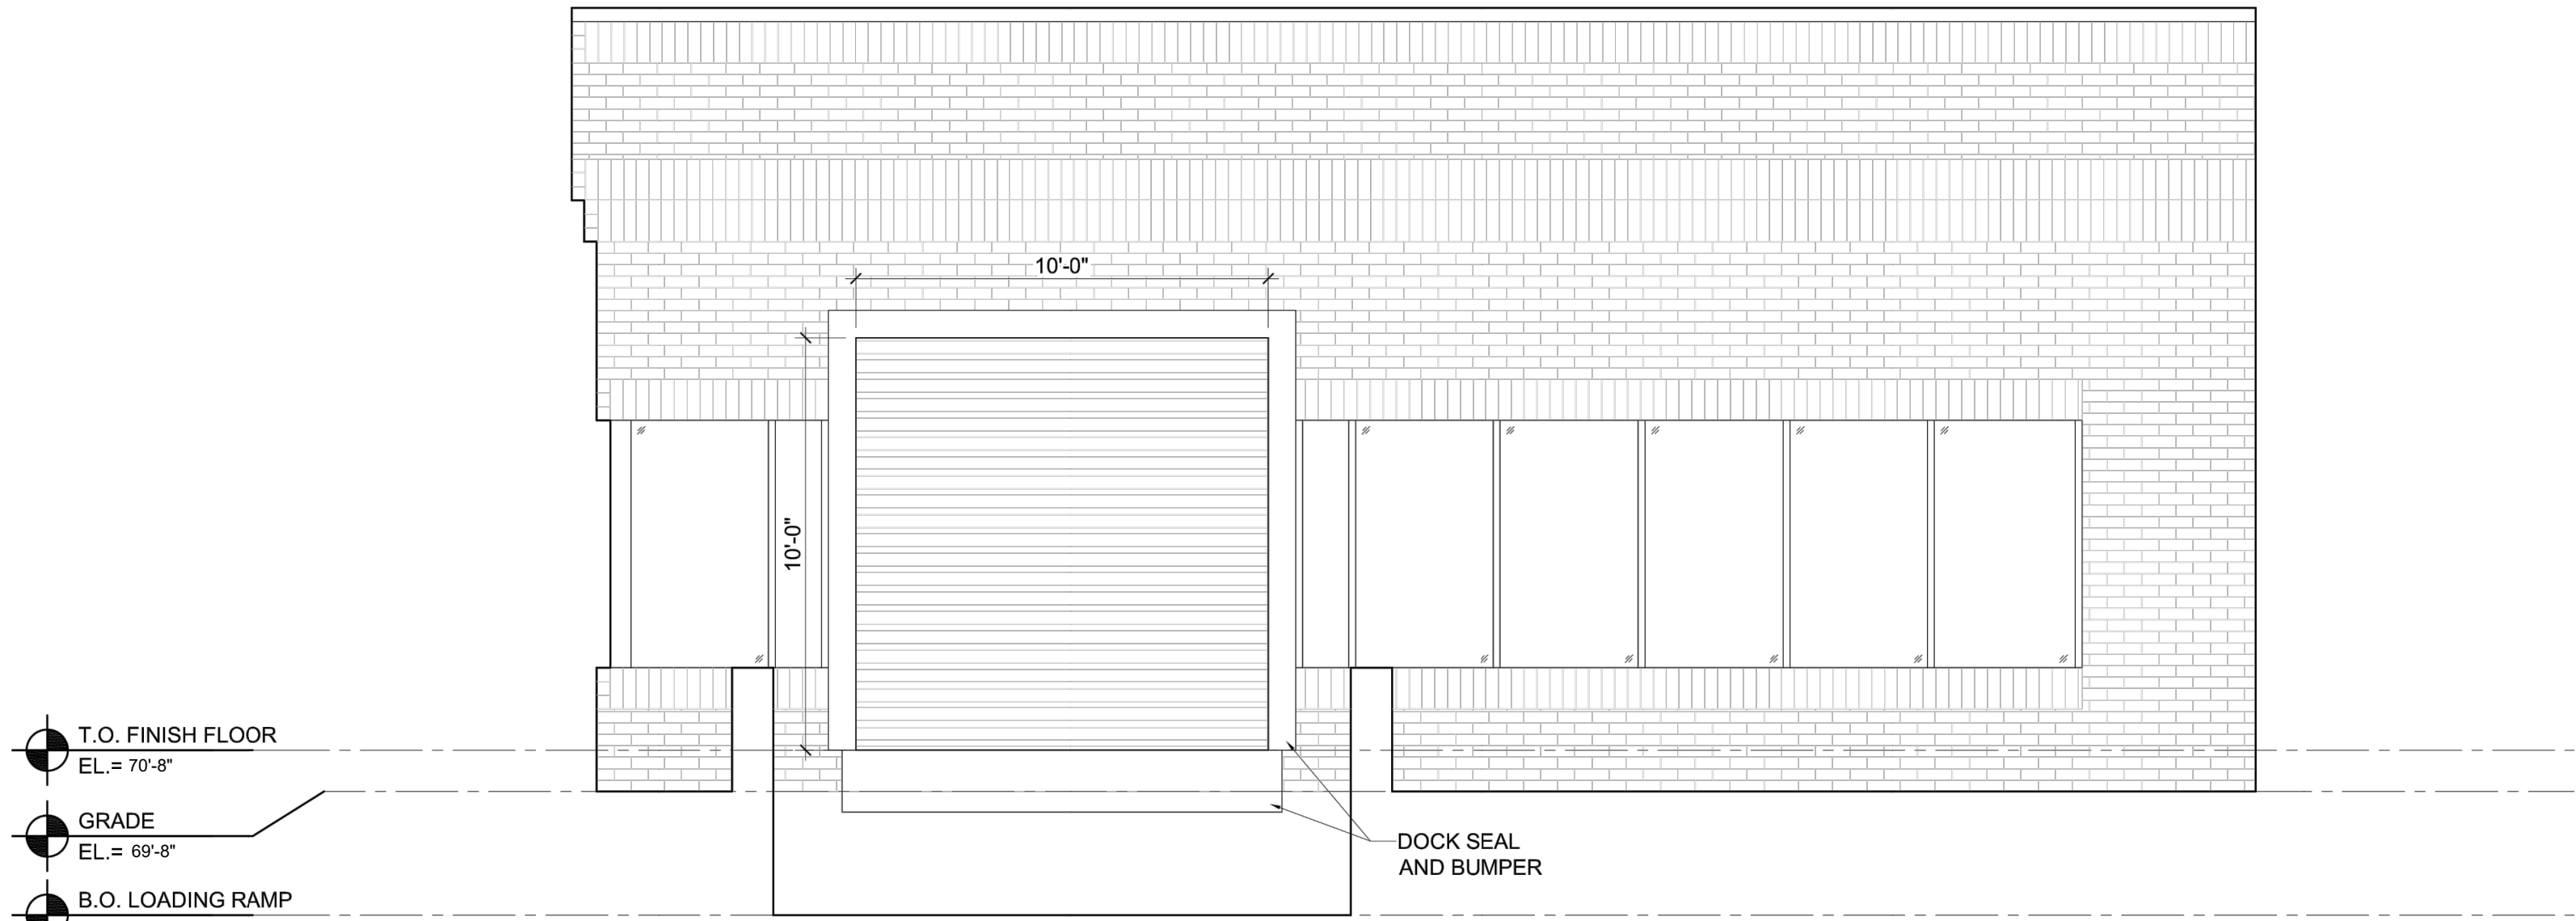 10'-0"
10'-0"
T.O. FINISH FLOOR
EL.= 70'-8"
GRADE
EL.= 69'-8"
DOCK SEAL
AND BUMPER
B.O. LOADING RAMP